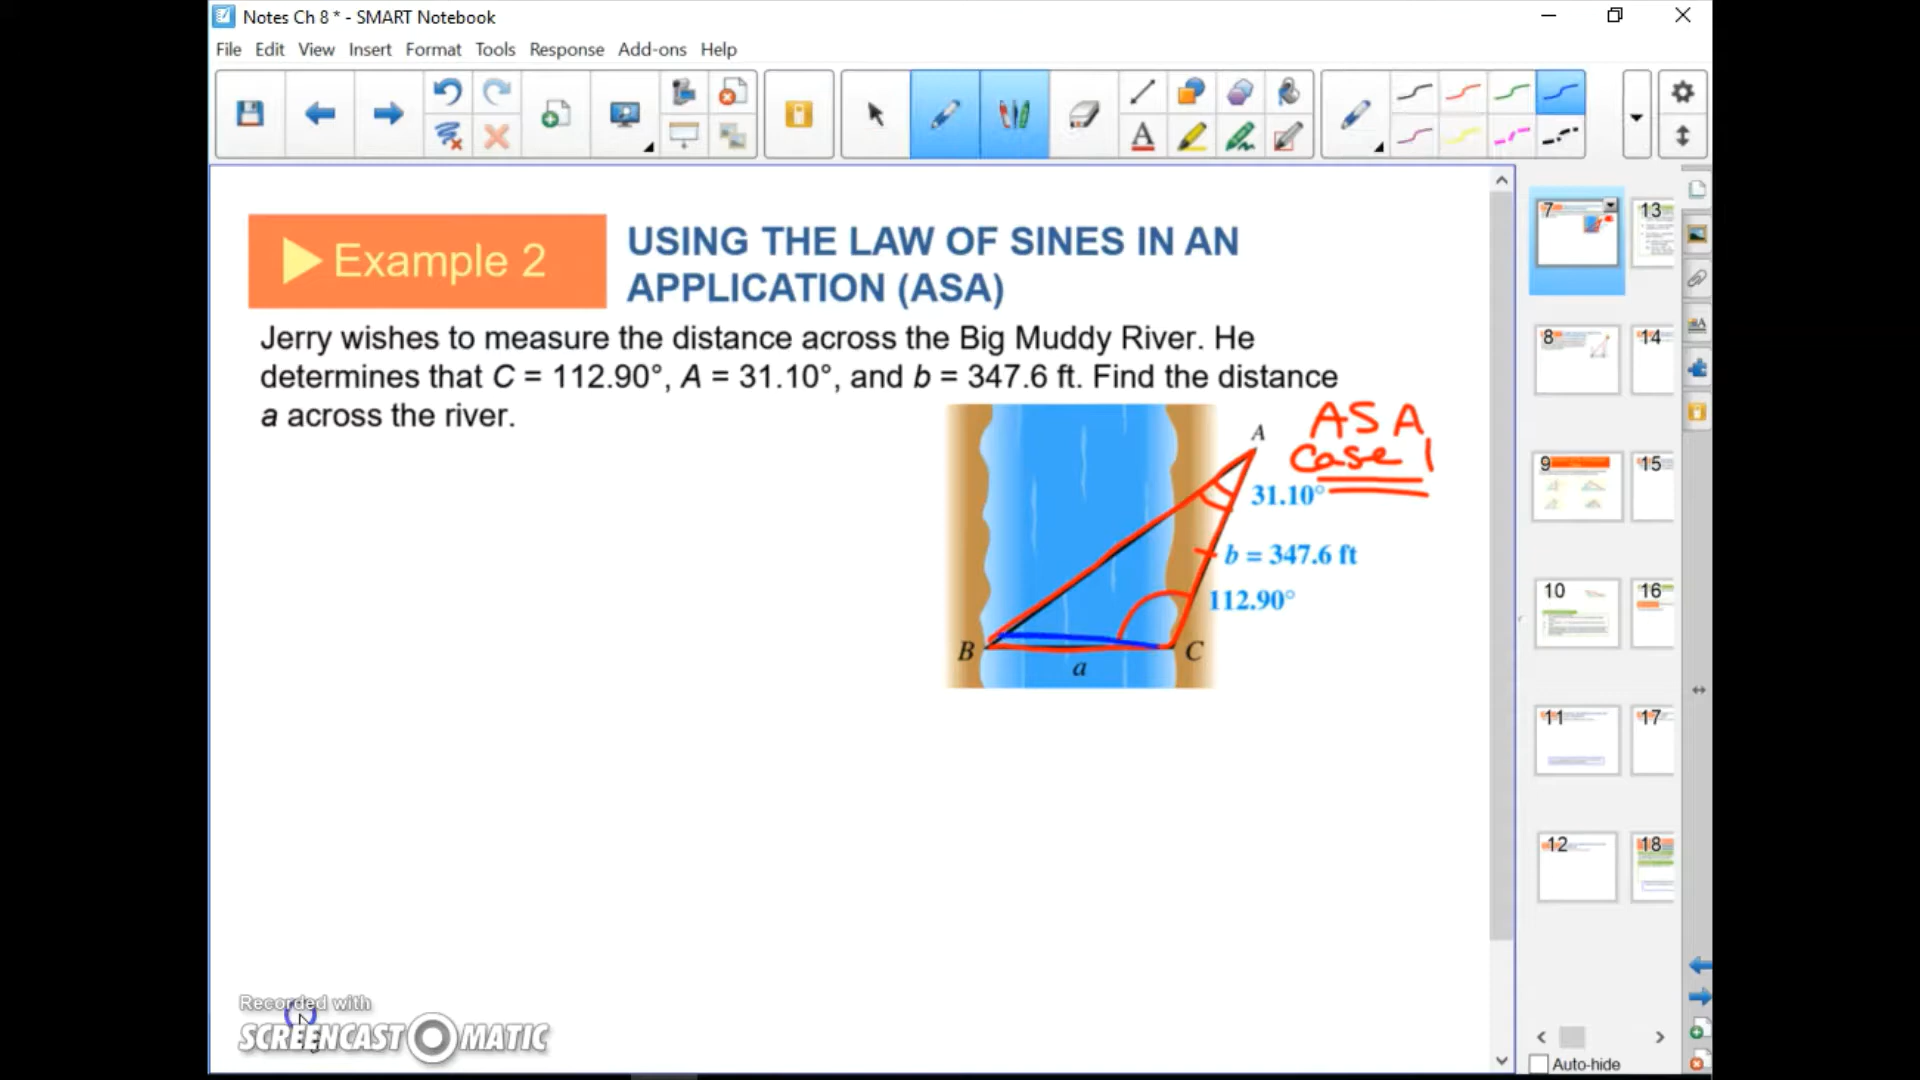 Notes Ch 8 * - SMART Notebook
File Edit View Insert Format Tools Response Add-ons Help
Example 2
USING THE LAW OF SINES IN AN
APPLICATION (ASA)
Jerry wishes to measure the distance across the Big Muddy River. He
determines that C = 112.90°, A = 31.10°, and b = 347.6 ft. Find the distance
a across the river.
ASA
Case 1
A
31.10°
b = 347.6 ft
112.90°
B
C
a
7
13
8
14
9
15
10
16
11
17
12
18
Auto-hide
Recorded with
SCREENCAST MATIC